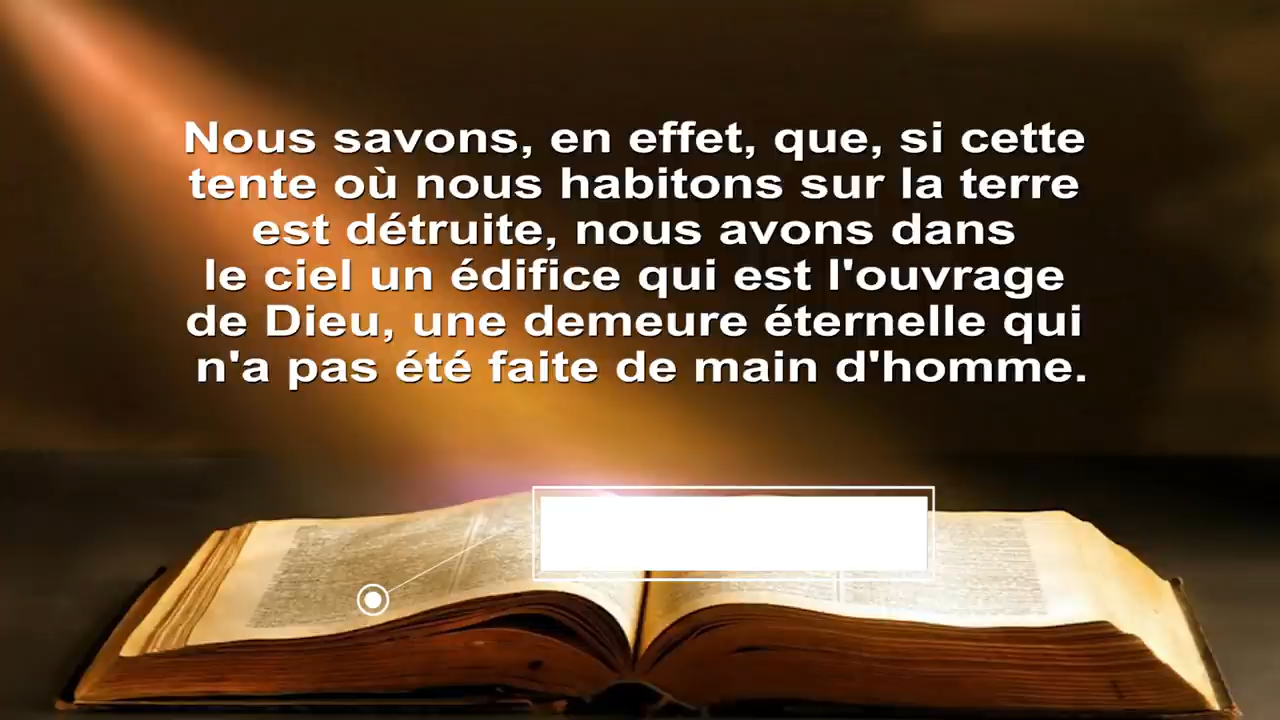 Nous savons, en effet, que, si cette
tente où nous habitons sur la terre
est détruite, nous avons dans
le ciel un édifice qui est l'ouvrage
de Dieu, une demeure éternelle qui
n'a pas été faite de main d'homme.